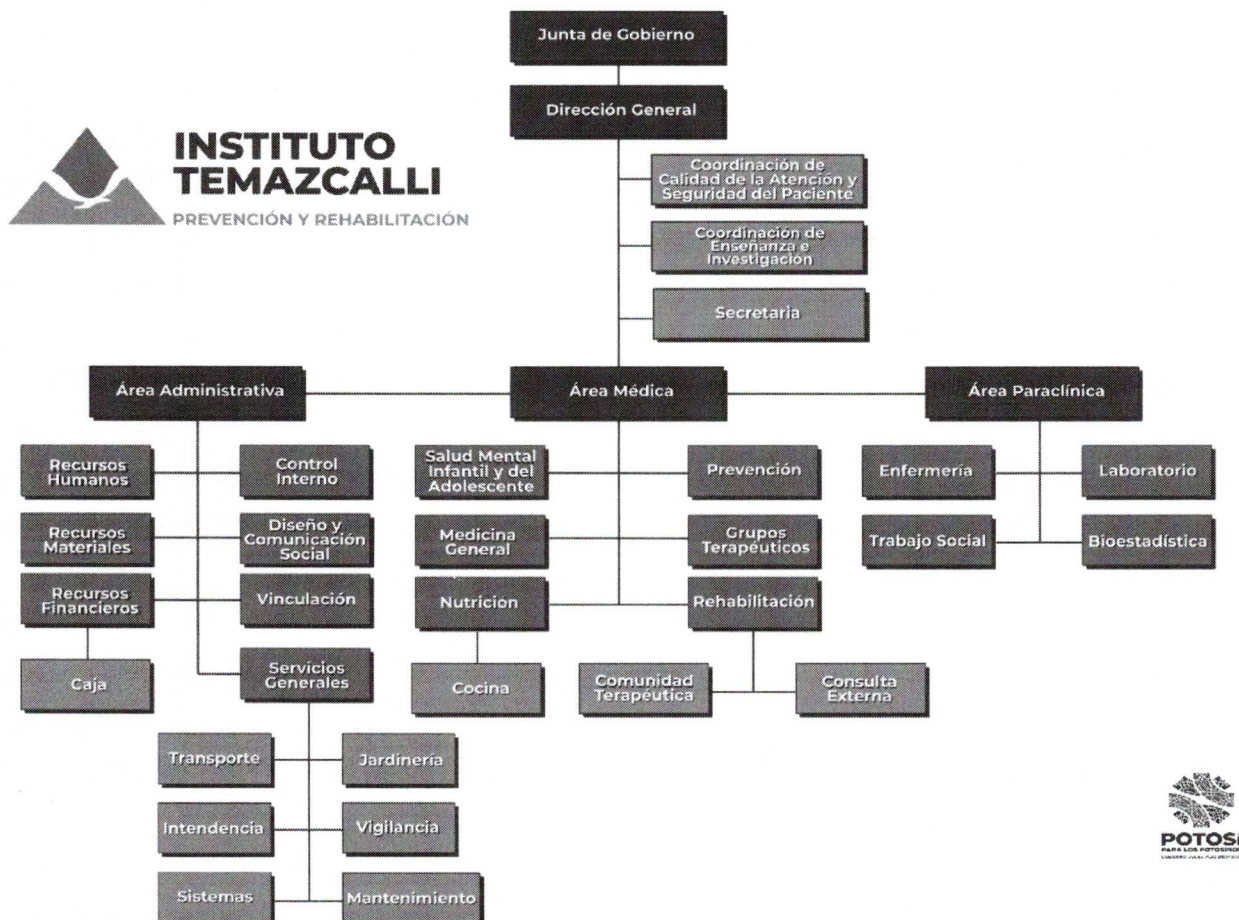 Junta de Gobierno
Dirección General
INSTITUTO
TEMAZCALLI
PREVENCIÓN Y REHABILITACIÓN
Coordinación de
Calidad de la Atención y
Seguridad del Paciente
Coordinación de
Enseñanza e
Investigación
Secretaria
Área Administrativa
Área Médica
Área Paraclínica
Recursos
Humanos
Control
Interno
Salud Mental
Infantil y del
Adolescente
Prevención
Enfermería
Laboratorio
Recursos
Materiales
Diseño y
Comunicación
Social
Medicina
General
Grupos
Terapéuticos
Trabajo Social
Bioestadística
Recursos
Financieros
Vinculación
Nutrición
Rehabilitación
Caja
Servicios
Generales
Cocina
Comunidad
Terapéutica
Consulta
Externa
Transporte
Jardinería
Intendencia
Vigilancia
Sistemas
Mantenimiento
POTOSÍ
PARA LOS POTOSINOS